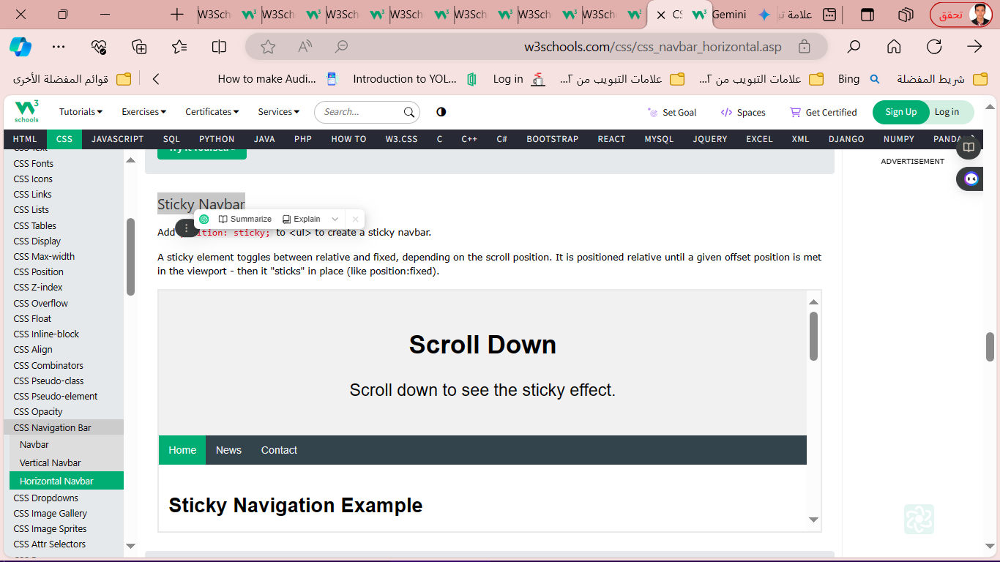 W3Sch
W3Sch
W3Sch
W3Sch
W3Sch
W3Sch
W3Sch
CS
Gemini
علامة تب
تحقق
w3schools.com/css/css_navbar_horizontal.asp
قوائم المفضلة الأخرى
How to make Audi...
Introduction to YOL...
Log in
علامات التبويب من ٢...
علامات التبويب من ٢...
Bing
شريط المفضلة
W3
schools
Tutorials
Exercises
Certificates
Services
Search...
Set Goal
Spaces
Get Certified
Sign Up
Log in
HTML
CSS
JAVASCRIPT
SQL
PYTHON
JAVA
PHP
HOW TO
W3.CSS
C
C++
C#
BOOTSTRAP
REACT
MYSQL
JQUERY
EXCEL
XML
DJANGO
NUMPY
PANDA
CSS Text
CSS Fonts
CSS Icons
CSS Links
CSS Lists
CSS Tables
CSS Display
CSS Max-width
CSS Position
CSS Z-index
CSS Overflow
CSS Float
CSS Inline-block
CSS Align
CSS Combinators
CSS Pseudo-class
CSS Pseudo-element
CSS Opacity
CSS Navigation Bar
Navbar
Vertical Navbar
Horizontal Navbar
CSS Dropdowns
CSS Image Gallery
CSS Image Sprites
CSS Attr Selectors
Try it Yourself »
ADVERTISEMENT
Sticky Navbar
Summarize
Explain
Add position: sticky; to <ul> to create a sticky navbar.
A sticky element toggles between relative and fixed, depending on the scroll position. It is positioned relative until a given offset position is met
in the viewport - then it "sticks" in place (like position:fixed).
Scroll Down
Scroll down to see the sticky effect.
Home
News
Contact
Sticky Navigation Example